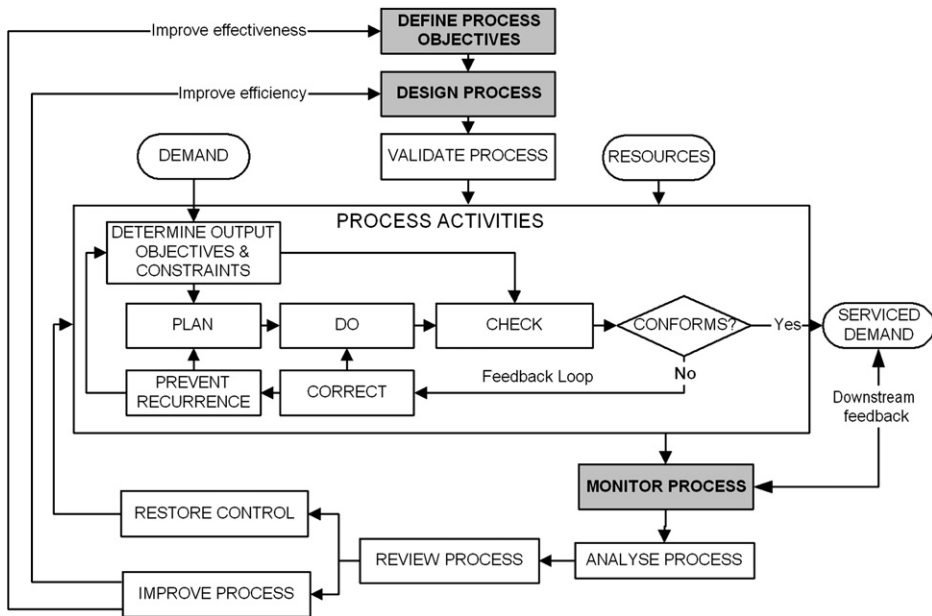 Improve effectiveness
DEFINE PROCESS
OBJECTIVES
Improve efficiency
DESIGN PROCESS
DEMAND
VALIDATE PROCESS
RESOURCES
PROCESS ACTIVITIES
DETERMINE OUTPUT
OBJECTIVES &
CONSTRAINTS
PLAN
DO
CHECK
CONFORMS?
Yes
SERVICED
DEMAND
No
PREVENT
RECURRENCE
CORRECT
Feedback Loop
Downstream
feedback
MONITOR PROCESS
RESTORE CONTROL
REVIEW PROCESS
ANALYSE PROCESS
IMPROVE PROCESS